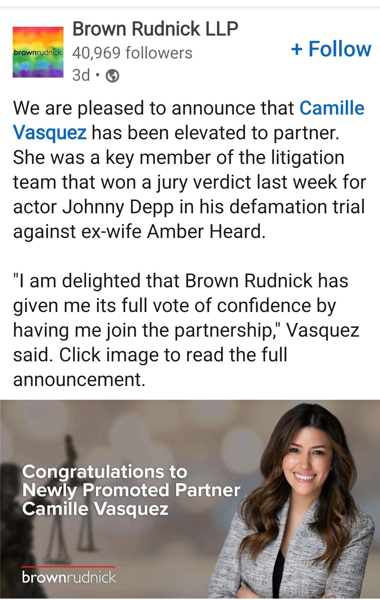 brownrudnick
Brown Rudnick LLP
40,969 followers
3d •
+ Follow
We are pleased to announce that Camille
Vasquez has been elevated to partner.
She was a key member of the litigation
team that won a jury verdict last week for
actor Johnny Depp in his defamation trial
against ex-wife Amber Heard.
"I am delighted that Brown Rudnick has
given me its full vote of confidence by
having me join the partnership," Vasquez
said. Click image to read the full
announcement.
Congratulations to
Newly Promoted Partner
Camille Vasquez
brownrudnick